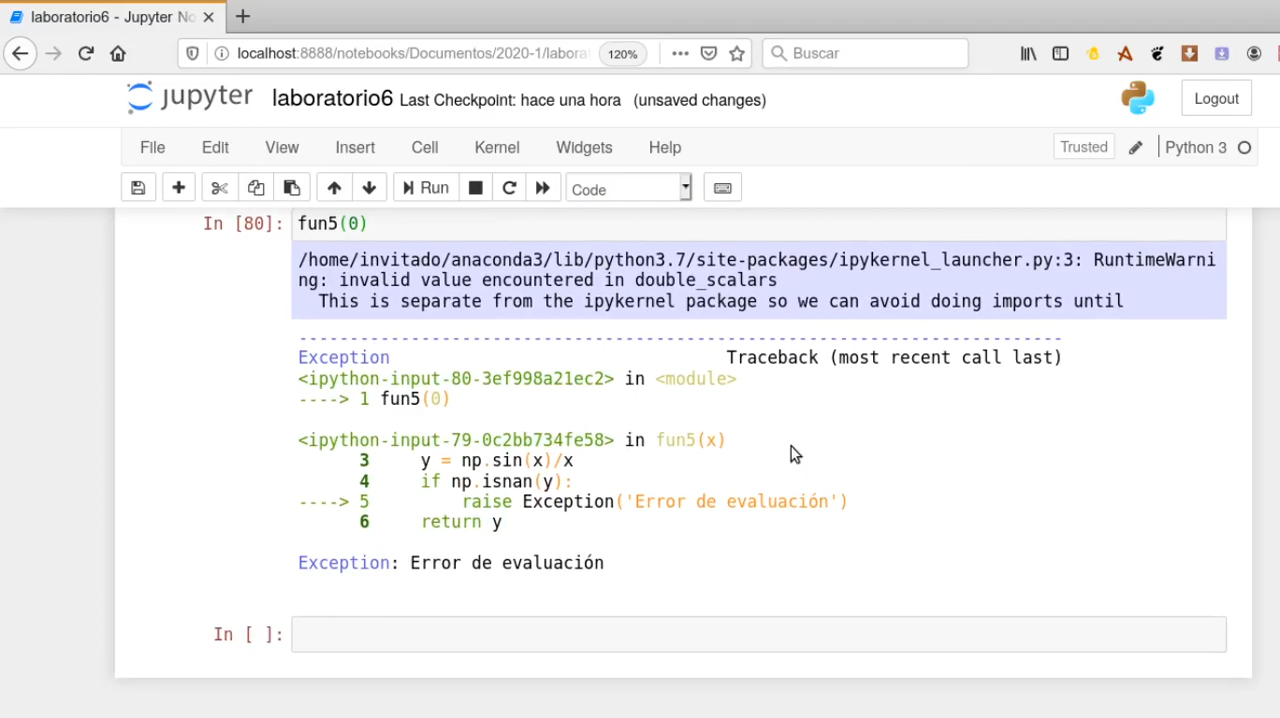 laboratorio6 - Jupyter No
localhost:8888/notebooks/Documentos/2020-1/labora
120%
Buscar
jupyter
laboratorio6 Last Checkpoint: hace una hora (unsaved changes)
Logout
File Edit View Insert Cell Kernel Widgets Help
Trusted
Python 3
Run
Code
In [80]: fun5(0)
/home/invitado/anaconda3/lib/python3.7/site-packages/ipykernel_launcher.py:3: RuntimeWarni
ng: invalid value encountered in double_scalars
  This is separate from the ipykernel package so we can avoid doing imports until
---------------------------------------------------------------------------
Exception                                 Traceback (most recent call last)
<ipython-input-80-3ef998a21ec2> in <module>
----> 1 fun5(0)
<ipython-input-79-0c2bb734fe58> in fun5(x)
      3     y = np.sin(x)/x
      4     if np.isnan(y):
----> 5         raise Exception('Error de evaluación')
      6     return y
Exception: Error de evaluación
In [ ]: